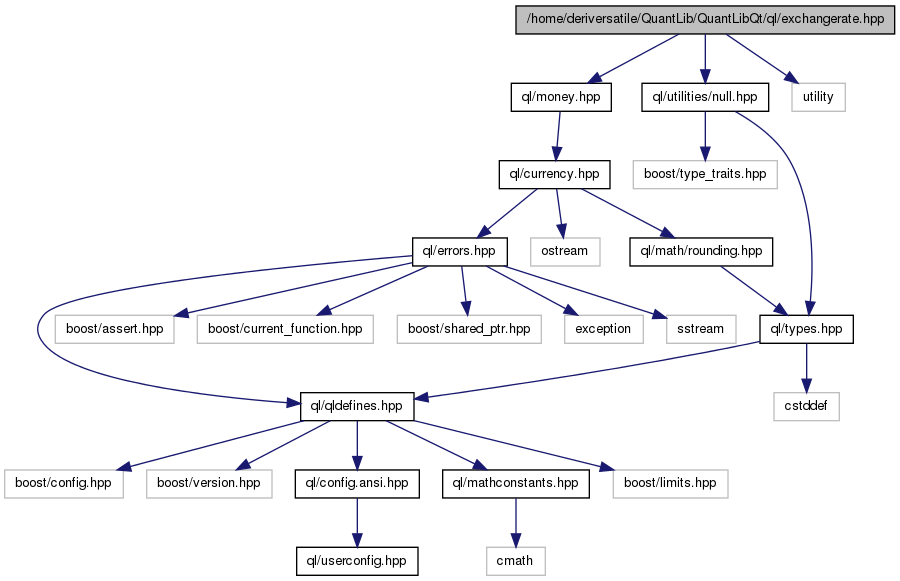 /home/deriversatile/QuantLib/QuantLibQt/ql/exchangerate.hpp
ql/money.hpp
ql/utilities/null.hpp
utility
ql/currency.hpp
boost/type_traits.hpp
ql/errors.hpp
ostream
ql/math/rounding.hpp
boost/assert.hpp
boost/current_function.hpp
boost/shared_ptr.hpp
exception
sstream
ql/types.hpp
ql/qldefines.hpp
cstddef
boost/config.hpp
boost/version.hpp
ql/config.ansi.hpp
ql/mathconstants.hpp
boost/limits.hpp
ql/userconfig.hpp
cmath